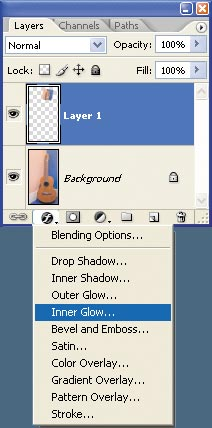 Layers Channels Paths
Normal Opacity: 100%
Lock: Fill: 100%
Layer 1
Background
Blending Options...
Drop Shadow...
Inner Shadow...
Outer Glow...
Inner Glow...
Bevel and Emboss...
Satin...
Color Overlay...
Gradient Overlay...
Pattern Overlay...
Stroke...